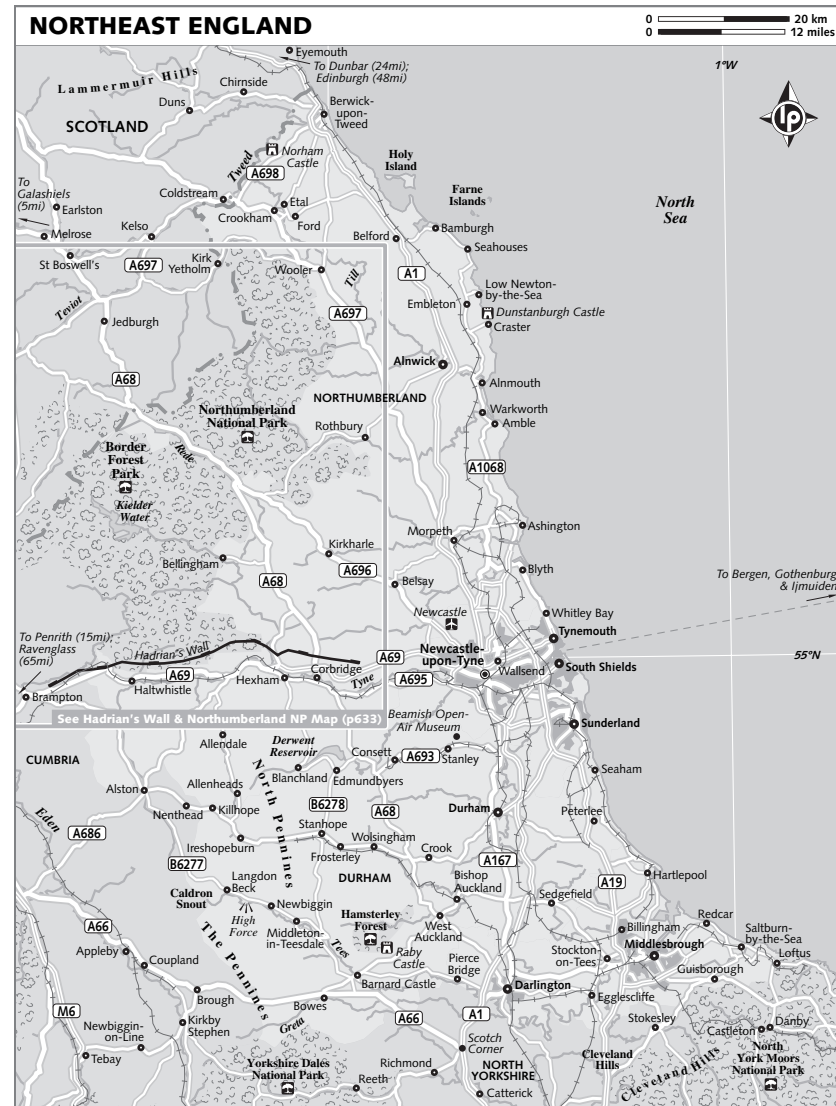 NORTHEAST ENGLAND
0 20 km
0 12 miles
Eyemouth
To Dunbar (24mi);
Edinburgh (48mi)
1°W
Lammermuir Hills
Chirnside
Duns
Berwick-
upon-
Tweed
lp
SCOTLAND
Norham
Castle
Tweed
A698
Holy
Island
To
Galashiels
(5mi)
Coldstream
Etal
Farne
Islands
North
Sea
Earlston
Crookham
Ford
Kelso
Melrose
Belford
Bamburgh
Seahouses
St Boswell's
A697
Kirk
Yetholm
Wooler
Till
A1
Low Newton-
by-the-Sea
Embleton
Dunstanburgh Castle
Craster
Teviot
A697
Jedburgh
Alnwick
A68
Alnmouth
NORTHUMBERLAND
Northumberland
National Park
Warkworth
Amble
Rothbury
Border
Forest
Park
Rede
A1068
Kielder
Water
Ashington
Morpeth
Kirkharle
Bellingham
A696
Blyth
A68
Belsay
To Bergen, Gothenburg
& Ijmuiden
Newcastle
Whitley Bay
Tynemouth
To Penrith (15mi);
Ravenglass
(65mi)
Hadrian's Wall
Newcastle-
upon-Tyne
A69
55°N
Wallsend
South Shields
A69
Corbridge
Haltwhistle
Hexham
Tyne
A695
Brampton
See Hadrian's Wall & Northumberland NP Map (p633)
Beamish Open-
Air Museum
Sunderland
Allendale
Derwent
Reservoir
CUMBRIA
Consett
A693
Stanley
Blanchland
Edmundbyers
Seaham
Alston
Allenheads
North Pennines
B6278
A68
Nenthead
Killhope
Durham
Peterlee
Eden
Stanhope
A686
Ireshopeburn
Wolsingham
Frosterley
Crook
A167
B6277
DURHAM
Langdon
Beck
Bishop
Auckland
A19
Hartlepool
Caldron
Snout
Sedgefield
High
Force
Newbiggin
Hamsterley
Forest
A66
Middleton-
in-Teesdale
West
Auckland
Billingham
Redcar
Saltburn-
by-the-Sea
The Pennines
Tees
Raby
Castle
Stockton-
on-Tees
Middlesbrough
Appleby
Coupland
Pierce
Bridge
Loftus
Guisborough
Barnard Castle
Darlington
Brough
Egglescliffe
M6
Bowes
A66
A1
Stokesley
Newbiggin-
on-Line
Kirkby
Stephen
Greta
Castleton
Danby
Scotch
Corner
Tebay
Cleveland
Hills
North
York Moors
National Park
Yorkshire Dales
National Park
Richmond
NORTH
YORKSHIRE
Cleveland Hills
Reeth
Catterick